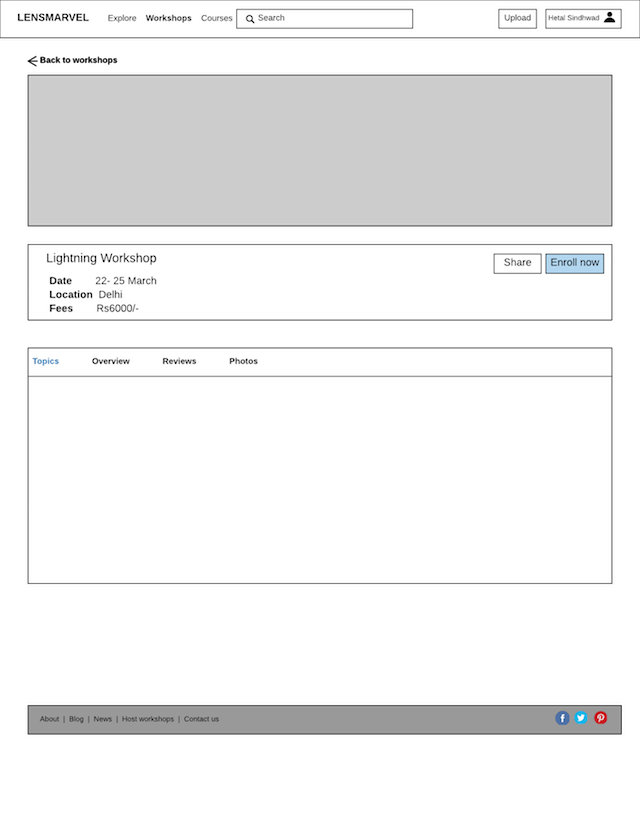 LENSMARVEL Explore Workshops Courses Search Upload Hetal Sindhwad
Back to workshops
Lightning Workshop
Share Enroll now
Date 22- 25 March
Location Delhi
Fees Rs6000/-
Topics Overview Reviews Photos
About | Blog | News | Host workshops | Contact us